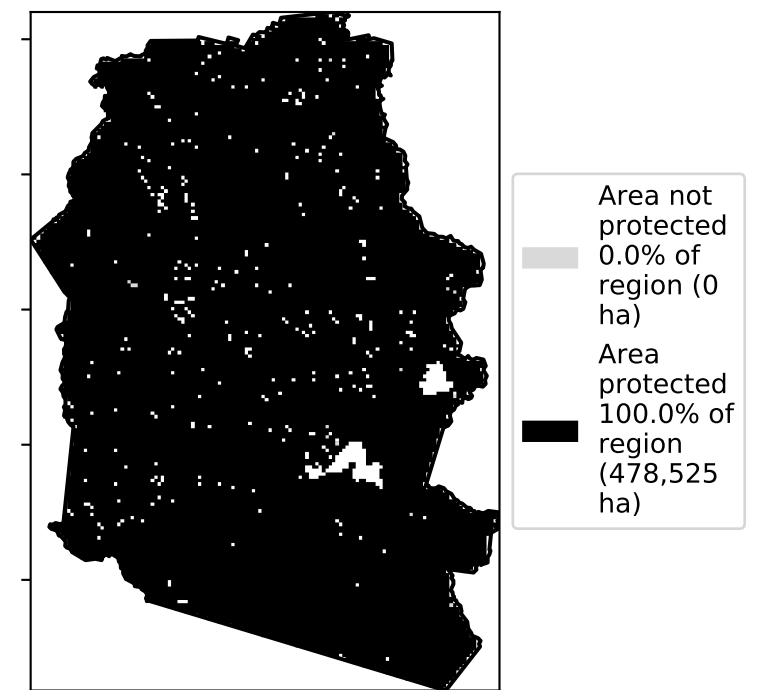 Area not
protected
0.0% of
region (0
ha)
Area
protected
100.0% of
region
(478,525
ha)